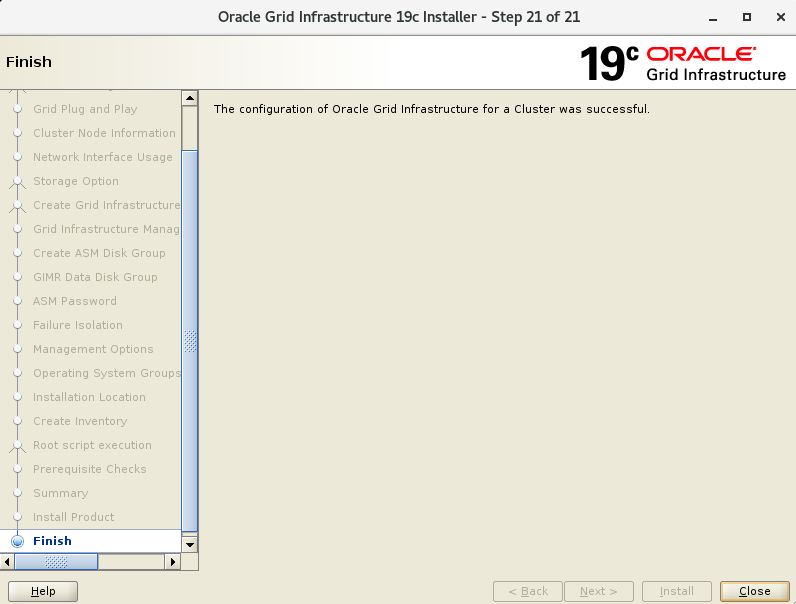 Oracle Grid Infrastructure 19c Installer - Step 21 of 21
Finish
19c ORACLE
Grid Infrastructure
Grid Plug and Play
Cluster Node Information
Network Interface Usage
Storage Option
Create Grid Infrastructure
Grid Infrastructure Manag
Create ASM Disk Group
GIMR Data Disk Group
ASM Password
Failure Isolation
Management Options
Operating System Groups
Installation Location
Create Inventory
Root script execution
Prerequisite Checks
Summary
Install Product
Finish
The configuration of Oracle Grid Infrastructure for a Cluster was successful.
Help
< Back
Next >
Install
Close